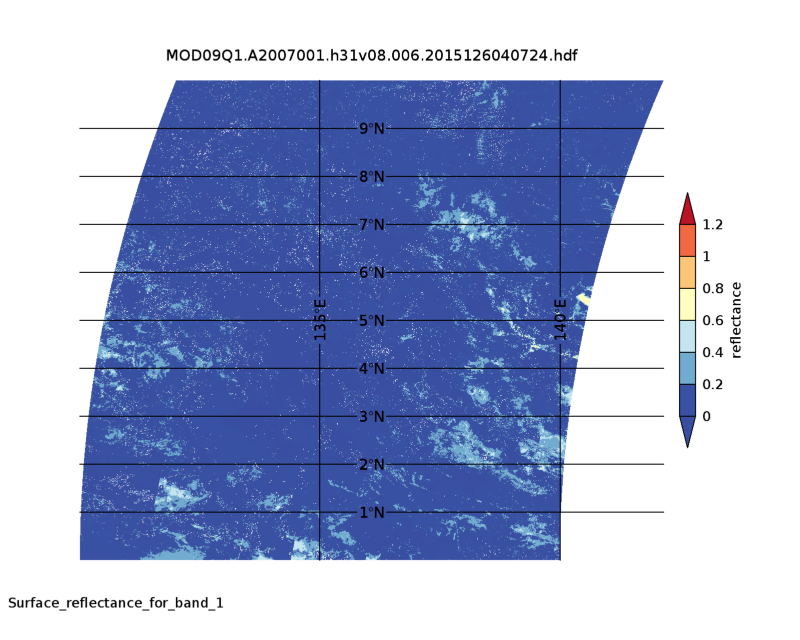 MOD09Q1.A2007001.h31v08.006.2015126040724.hdf
9°N
8°N
7°N
6°N
5°N
4°N
3°N
2°N
1°N
135°E
140°E
1.2
1
0.8
0.6
0.4
0.2
0
reflectance
Surface_reflectance_for_band_1